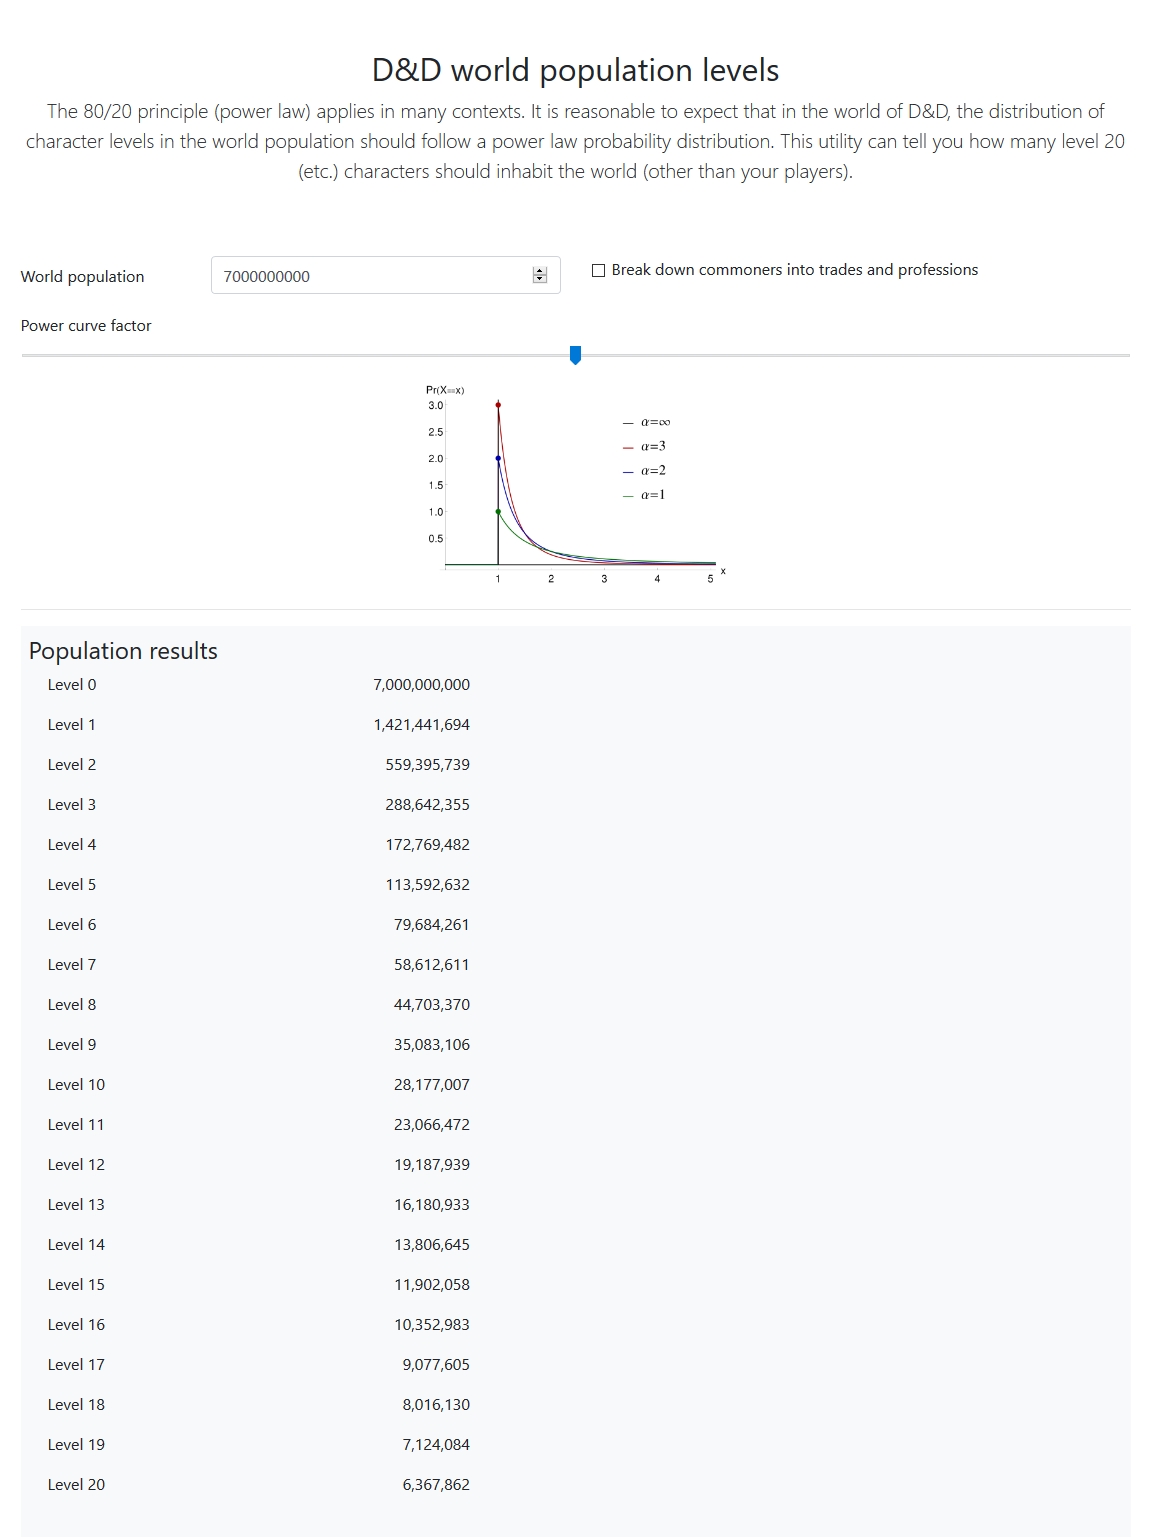 D&D world population levels
The 80/20 principle (power law) applies in many contexts. It is reasonable to expect that in the world of D&D, the distribution of
character levels in the world population should follow a power law probability distribution. This utility can tell you how many level 20
(etc.) characters should inhabit the world (other than your players).
World population
7000000000
Break down commoners into trades and professions
Power curve factor
Pr(X=x)
3.0
2.5
2.0
1.5
1.0
0.5
1 2 3 4 5 x
α=∞
α=3
α=2
α=1
Population results
Level 0 7,000,000,000
Level 1 1,421,441,694
Level 2 559,395,739
Level 3 288,642,355
Level 4 172,769,482
Level 5 113,592,632
Level 6 79,684,261
Level 7 58,612,611
Level 8 44,703,370
Level 9 35,083,106
Level 10 28,177,007
Level 11 23,066,472
Level 12 19,187,939
Level 13 16,180,933
Level 14 13,806,645
Level 15 11,902,058
Level 16 10,352,983
Level 17 9,077,605
Level 18 8,016,130
Level 19 7,124,084
Level 20 6,367,862